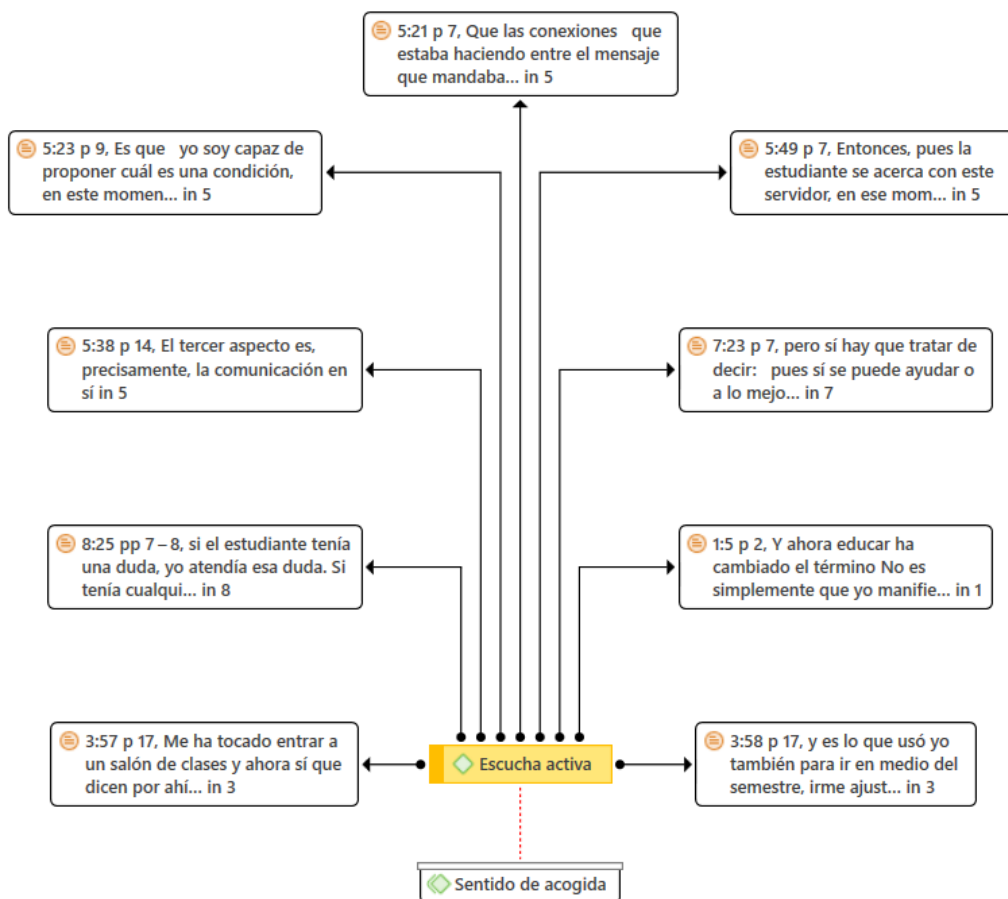 5:21 p 7, Que las conexiones que
estaba haciendo entre el mensaje
que mandaba... in 5
5:23 p 9, Es que yo soy capaz de
proponer cuál es una condición,
en este momen... in 5
5:49 p 7, Entonces, pues la
estudiante se acerca con este
servidor, en ese mom... in 5
5:38 p 14, El tercer aspecto es,
precisamente, la comunicación en
sí in 5
7:23 p 7, pero sí hay que tratar de
decir: pues sí se puede ayudar o
a lo mejo... in 7
8:25 pp 7 – 8, si el estudiante tenía
una duda, yo atendía esa duda. Si
tenía cualqui... in 8
1:5 p 2, Y ahora educar ha
cambiado el término No es
simplemente que yo manifie... in 1
3:57 p 17, Me ha tocado entrar a
un salón de clases y ahora sí que
dicen por ahí... in 3
Escucha activa
3:58 p 17, y es lo que usó yo
también para ir en medio del
semestre, irme ajust... in 3
Sentido de acogida